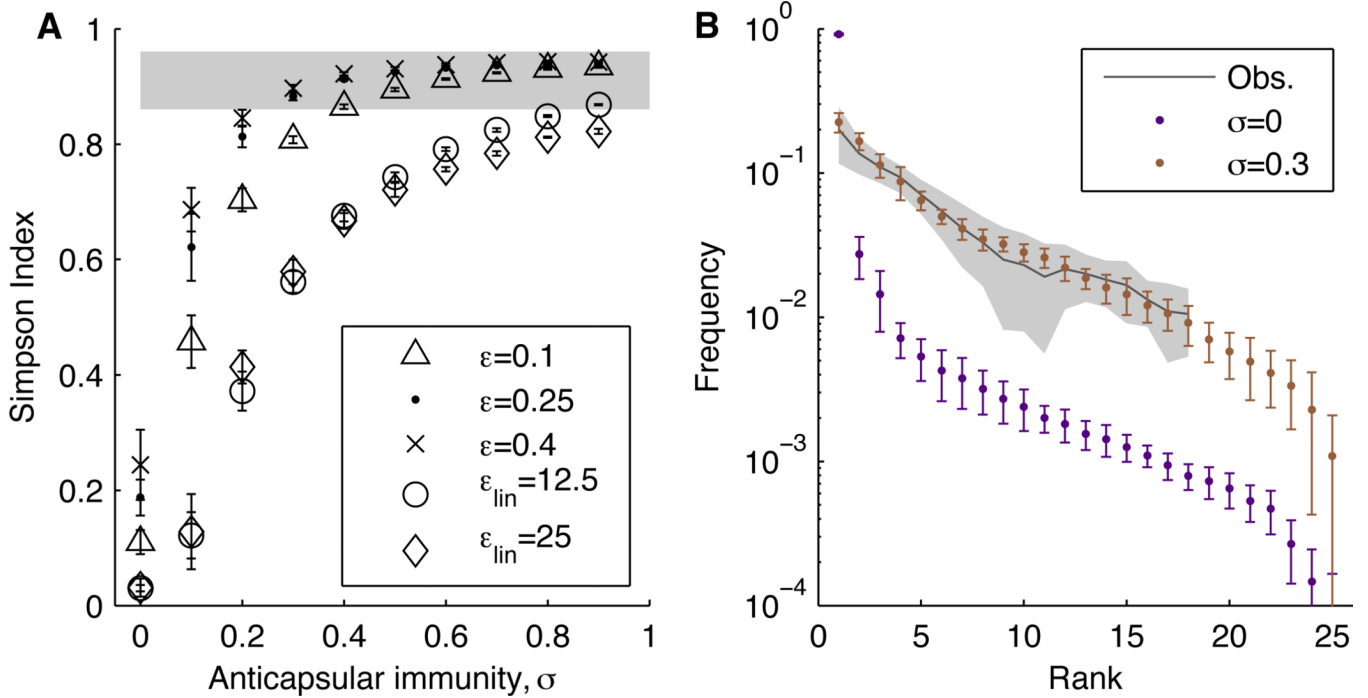 A
Simpson Index
1
0.8
0.6
0.4
0.2
0
ε=0.1
ε=0.25
ε=0.4
ε_lin=12.5
ε_lin=25
0 0.2 0.4 0.6 0.8 1
Anticapsular immunity, σ
B
Frequency
10^0
10^-1
10^-2
10^-3
10^-4
Obs.
σ=0
σ=0.3
0 5 10 15 20 25
Rank